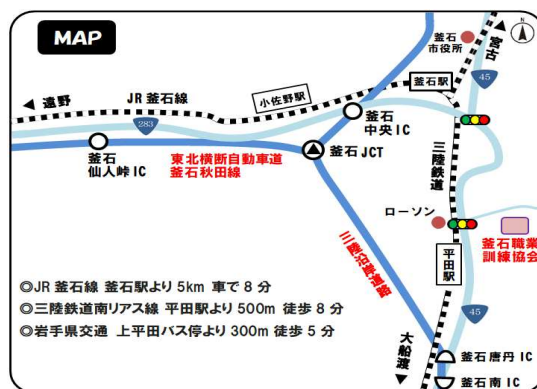 MAP
釜石
市役所
宮古
N
45
遠野
JR 釜石線
小佐野駅
釜石駅
283
釜石
中央 IC
釜石
仙人峠 IC
東北横断自動車道
釜石秋田線
釜石 JCT
三陸鉄道
ローソン
釜石職業
訓練協会
平田駅
三陸沿岸道路
◎JR 釜石線 釜石駅より 5km 車で 8 分
◎三陸鉄道南リアス線 平田駅より 500m 徒歩 8 分
◎岩手県交通 上平田バス停より 300m 徒歩 5 分
45
大船渡
釜石唐丹 IC
釜石南 IC